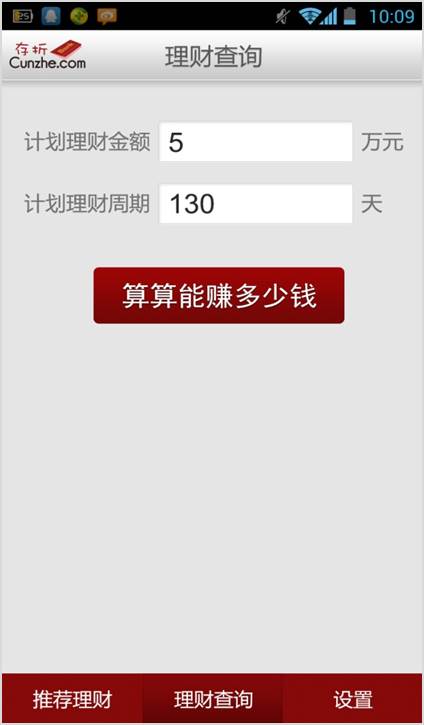 10:09
存折
Cunzhe.com
理财查询
计划理财金额 5 万元
计划理财周期 130 天
算算能赚多少钱
推荐理财 理财查询 设置